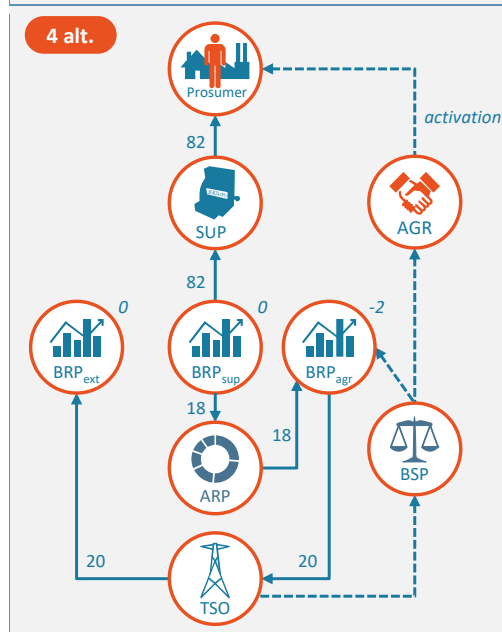 4 alt.
Prosumer
activation
82
SUP
AGR
82
0
0
-2
BRPext
BRPsup
BRPagr
18
18
ARP
BSP
20
20
TSO